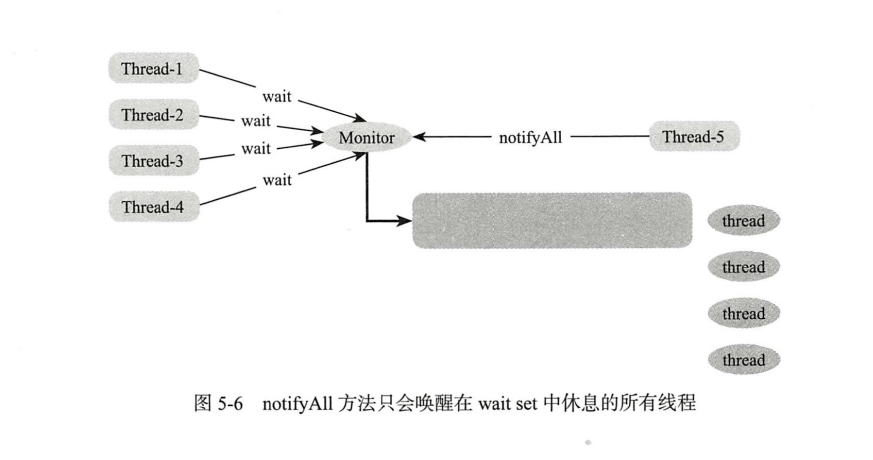 Thread-1
wait
Thread-2
wait
Monitor
notifyAll
Thread-5
Thread-3
wait
Thread-4
wait
thread
thread
thread
thread
图 5-6 notifyAll 方法只会唤醒在 wait set 中休息的所有线程